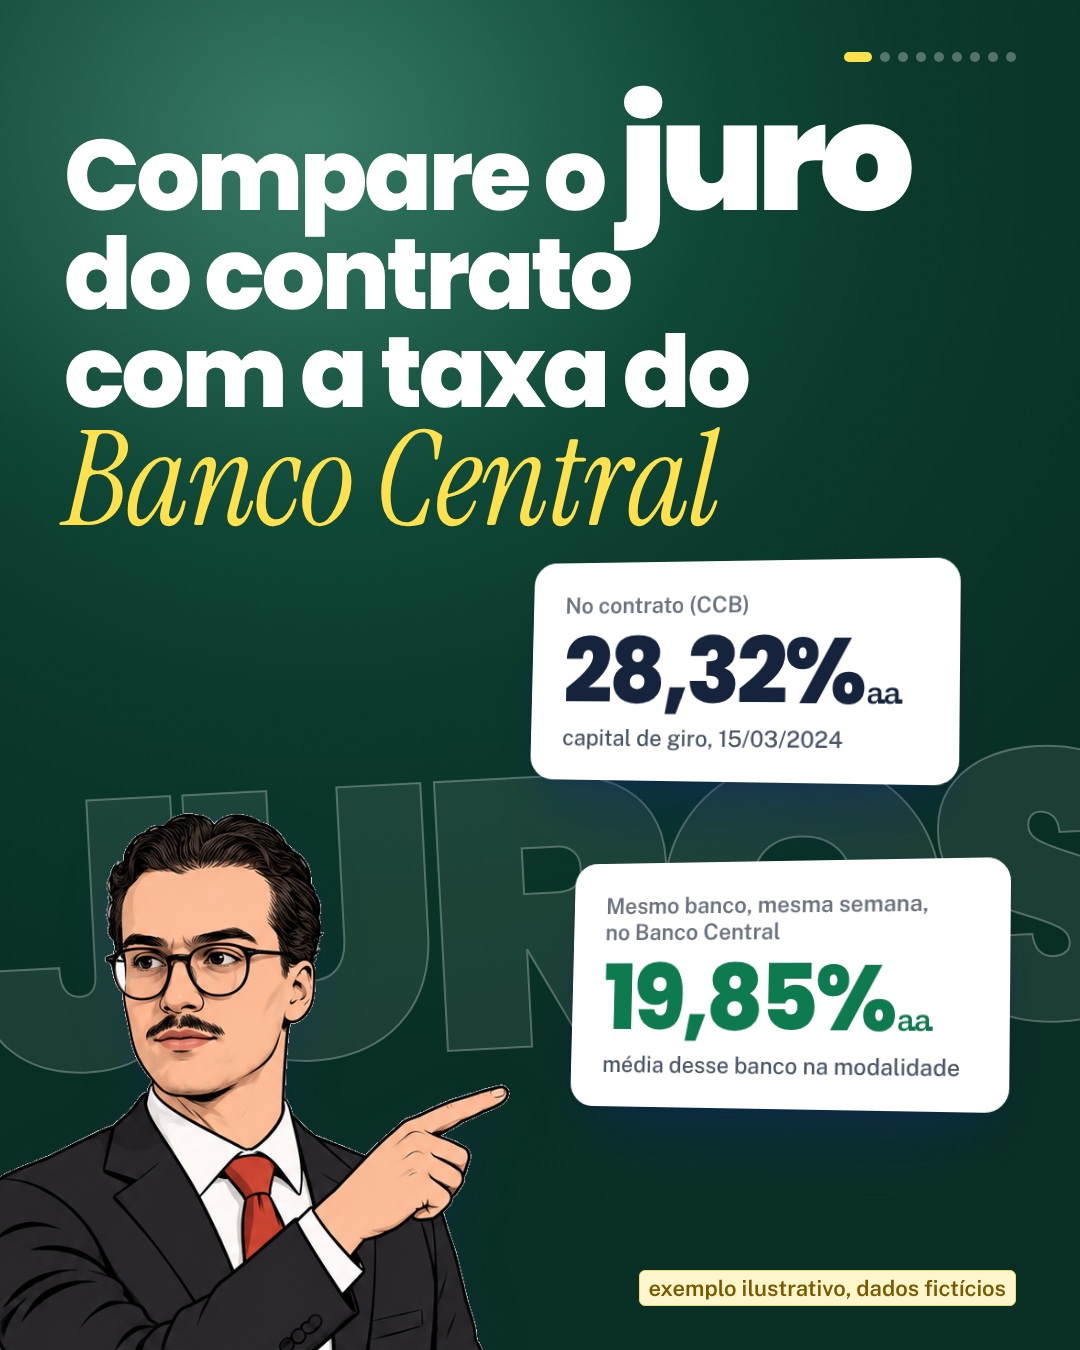 Compare o juro
do contrato
com a taxa do
Banco Central
No contrato (CCB)
28,32% aa
capital de giro, 15/03/2024
JUROS
Mesmo banco, mesma semana,
no Banco Central
19,85% aa
média desse banco na modalidade
exemplo ilustrativo, dados fictícios